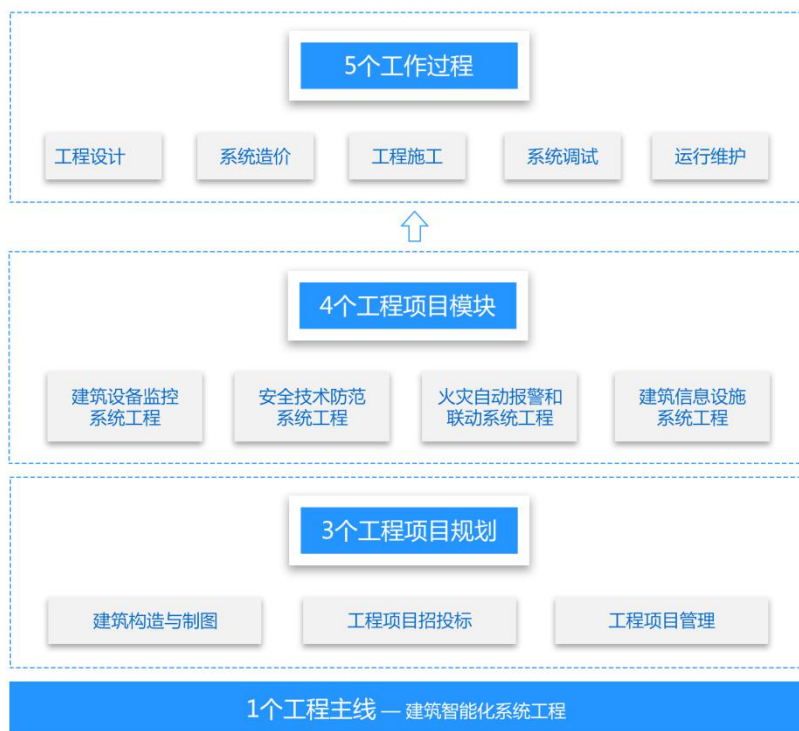 5个工作过程
工程设计
系统造价
工程施工
系统调试
运行维护
4个工程项目模块
建筑设备监控
系统工程
安全技术防范
系统工程
火灾自动报警和
联动系统工程
建筑信息设施
系统工程
3个工程项目规划
建筑构造与制图
工程项目招投标
工程项目管理
1个工程主线 — 建筑智能化系统工程